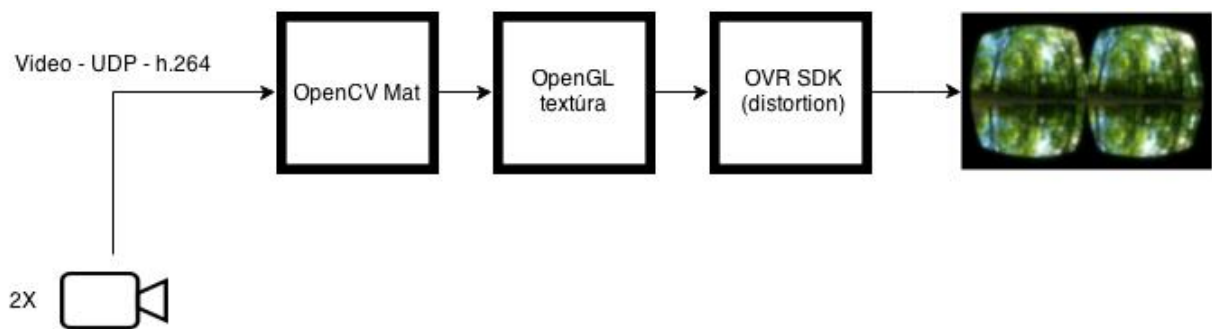 Video - UDP - h.264
OpenCV Mat
OpenGL
textúra
OVR SDK
(distortion)
2X